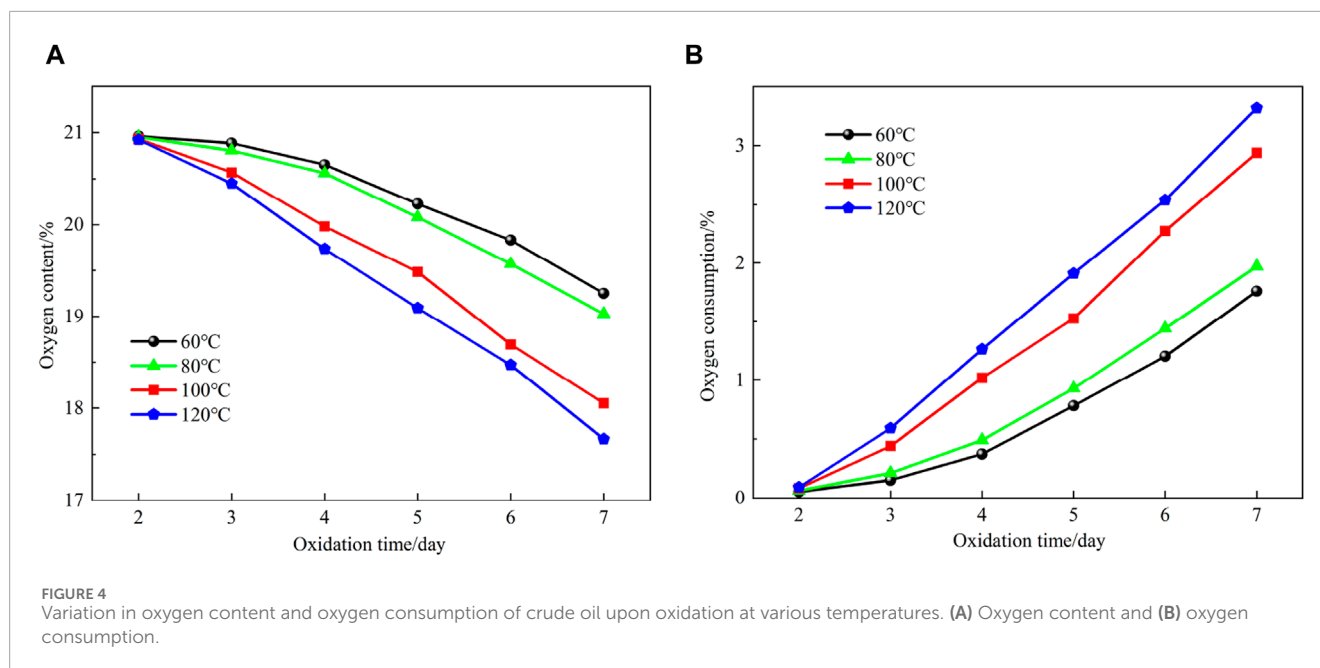 A
21
20
19
18
17
Oxygen content/%
60℃
80℃
100℃
120℃
2 3 4 5 6 7
Oxidation time/day
B
3
2
1
0
Oxygen consumption/%
60℃
80℃
100℃
120℃
2 3 4 5 6 7
Oxidation time/day
FIGURE 4
Variation in oxygen content and oxygen consumption of crude oil upon oxidation at various temperatures. (A) Oxygen content and (B) oxygen
consumption.